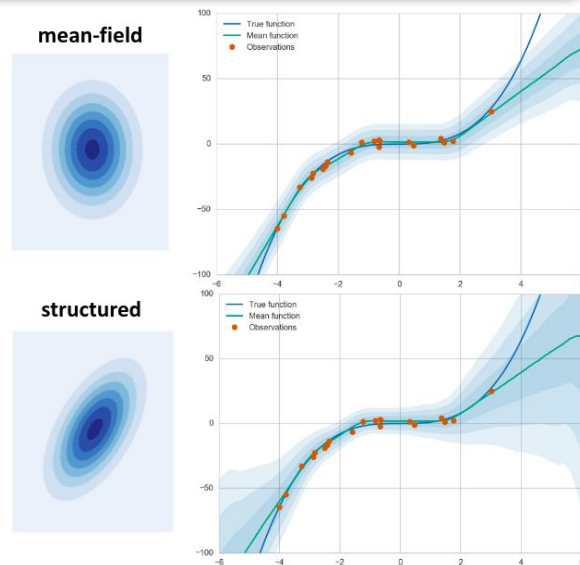 mean-field
100
50
0
−50
−100
True function
Mean function
Observations
−6 −4 −2 0 2 4
structured
100
50
0
−50
−100
True function
Mean function
Observations
−6 −4 −2 0 2 4